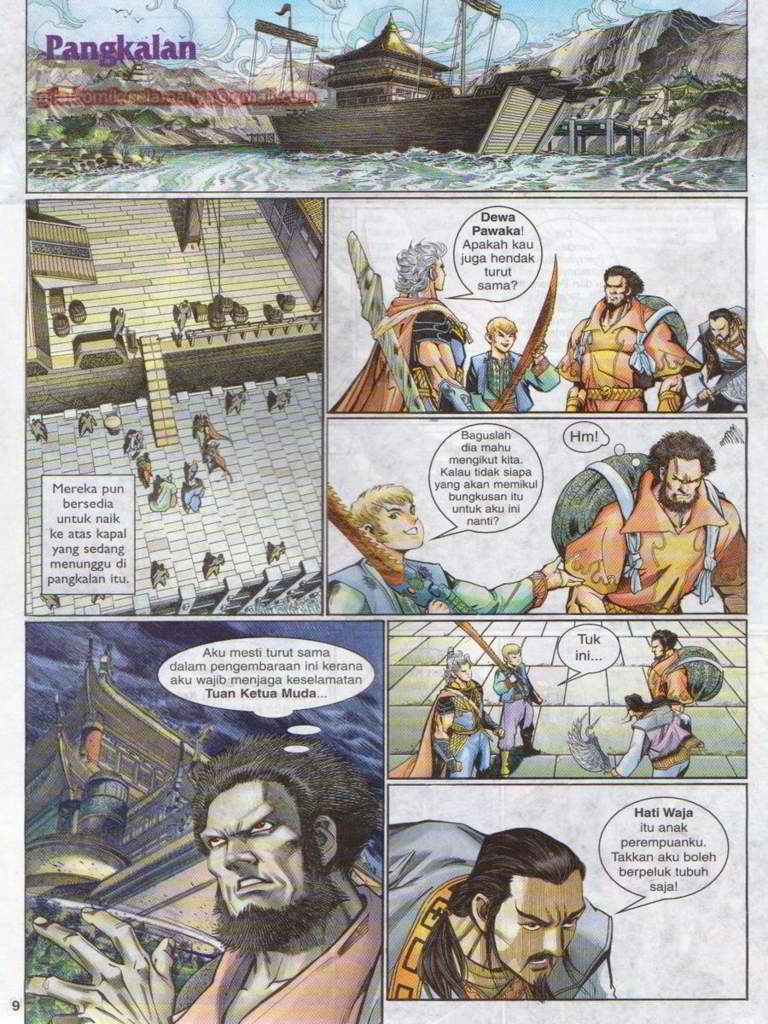 Pangkalan
Dewa
Pawaka!
Apakah kau
juga hendak
turut
sama?
Mereka pun
bersedia
untuk naik
ke atas kapal
yang sedang
menunggu di
pangkalan itu.
Baguslah
dia mahu
mengikut kita.
Kalau tidak siapa
yang akan memikul
bungkusan itu
untuk aku ini
nanti?
Hm!
Aku mesti turut sama
dalam pengembaraan ini kerana
aku wajib menjaga keselamatan
Tuan Ketua Muda...
Tuk
ini...
Hati Waja
itu anak
perempuanku.
Takkan aku boleh
berpeluk tubuh
saja!
9